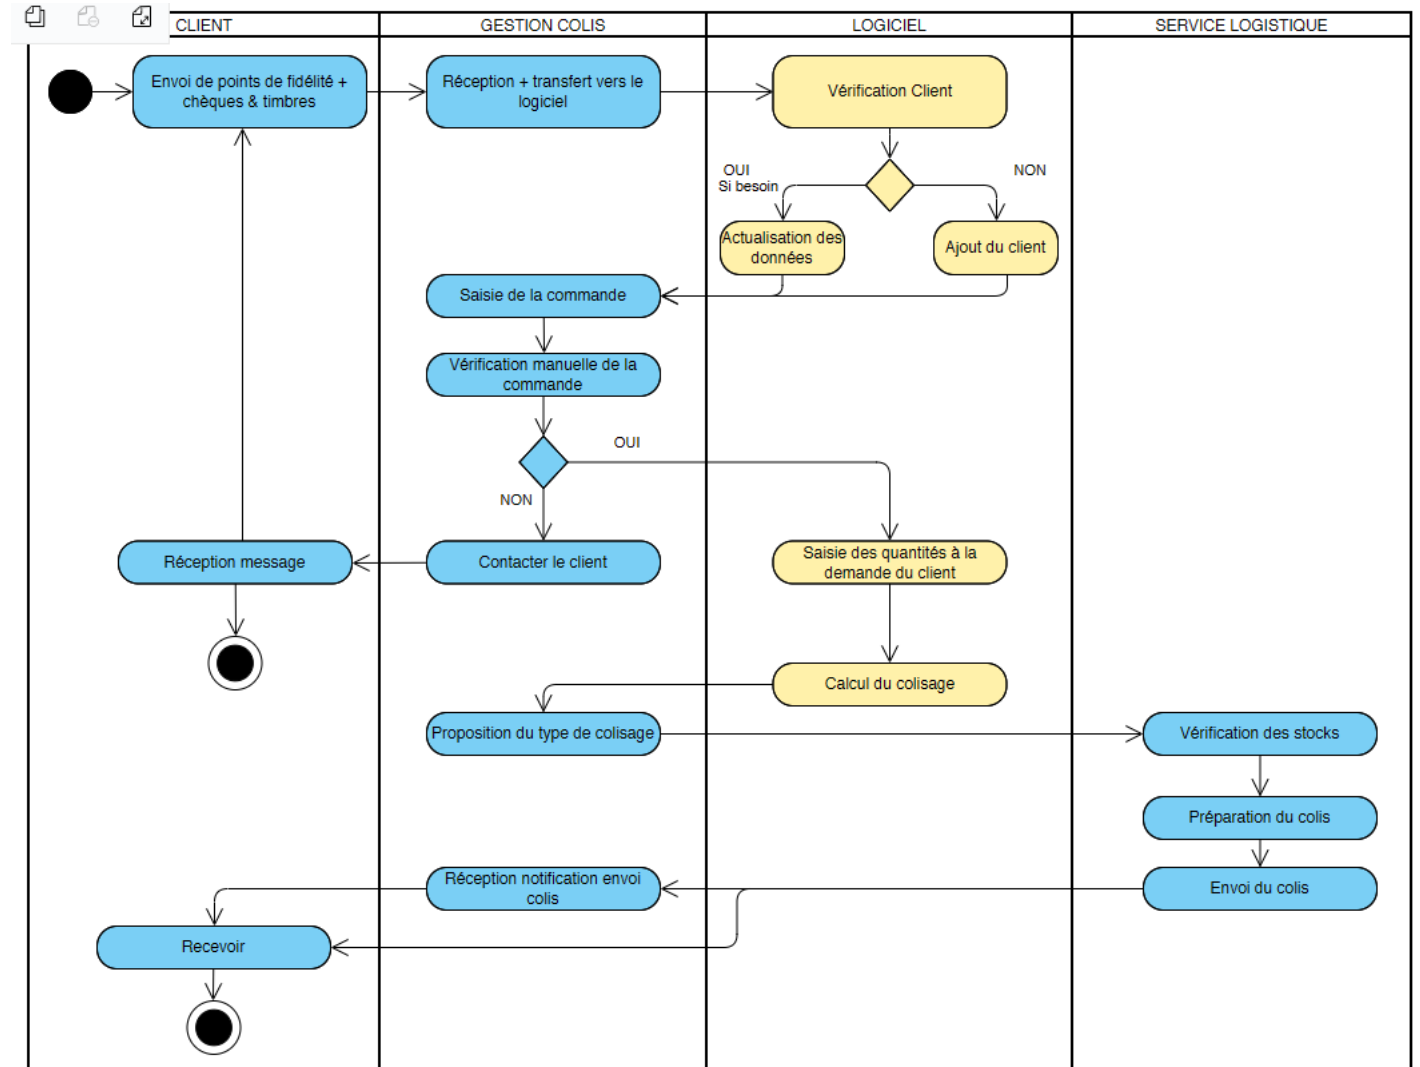 CLIENT
GESTION COLIS
LOGICIEL
SERVICE LOGISTIQUE
Envoi de points de fidélité +
chèques & timbres
Réception + transfert vers le
logiciel
Vérification Client
OUI
Si besoin
NON
Actualisation des
données
Ajout du client
Saisie de la commande
Vérification manuelle de la
commande
OUI
NON
Réception message
Contacter le client
Saisie des quantités à la
demande du client
Calcul du colisage
Proposition du type de colisage
Vérification des stocks
Préparation du colis
Réception notification envoi
colis
Envoi du colis
Recevoir